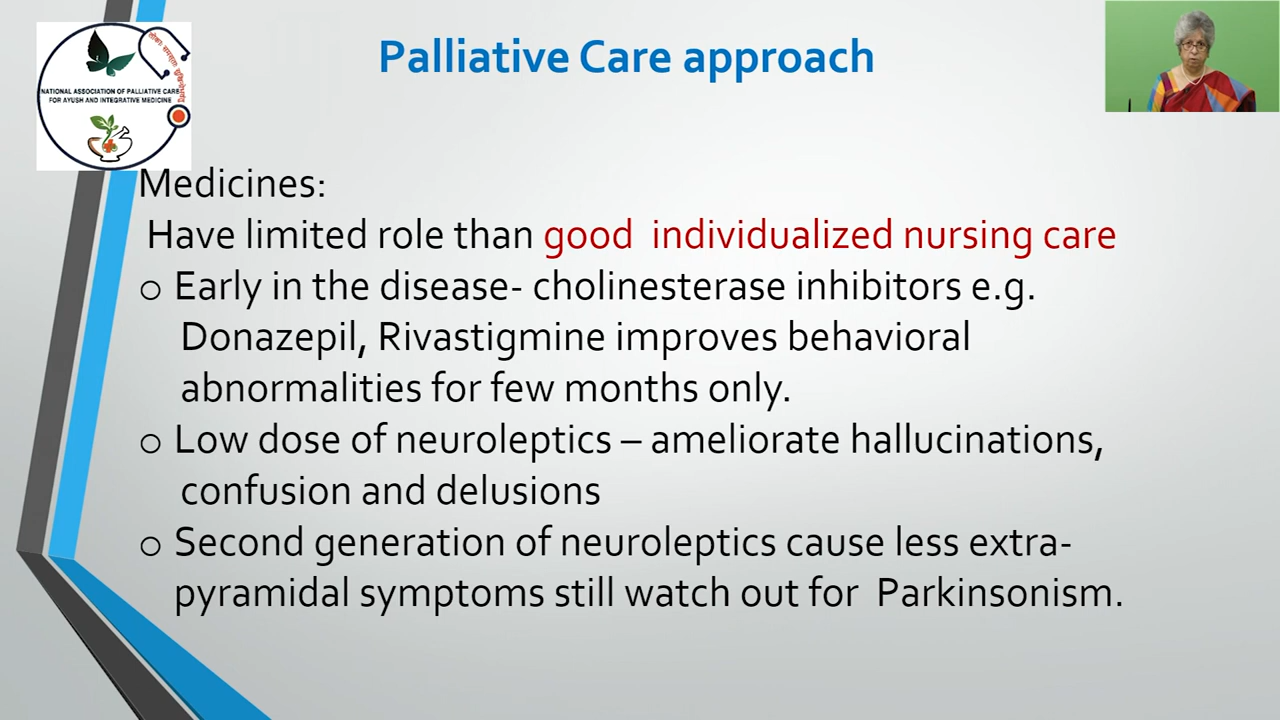 Palliative Care approach
NATIONAL ASSOCIATION OF PALLIATIVE CARE
FOR AYUSH AND INTEGRATIVE MEDICINE
Medicines:
Have limited role than good individualized nursing care
o Early in the disease- cholinesterase inhibitors e.g.
Donazepil, Rivastigmine improves behavioral
abnormalities for few months only.
o Low dose of neuroleptics – ameliorate hallucinations,
confusion and delusions
o Second generation of neuroleptics cause less extra-
pyramidal symptoms still watch out for Parkinsonism.